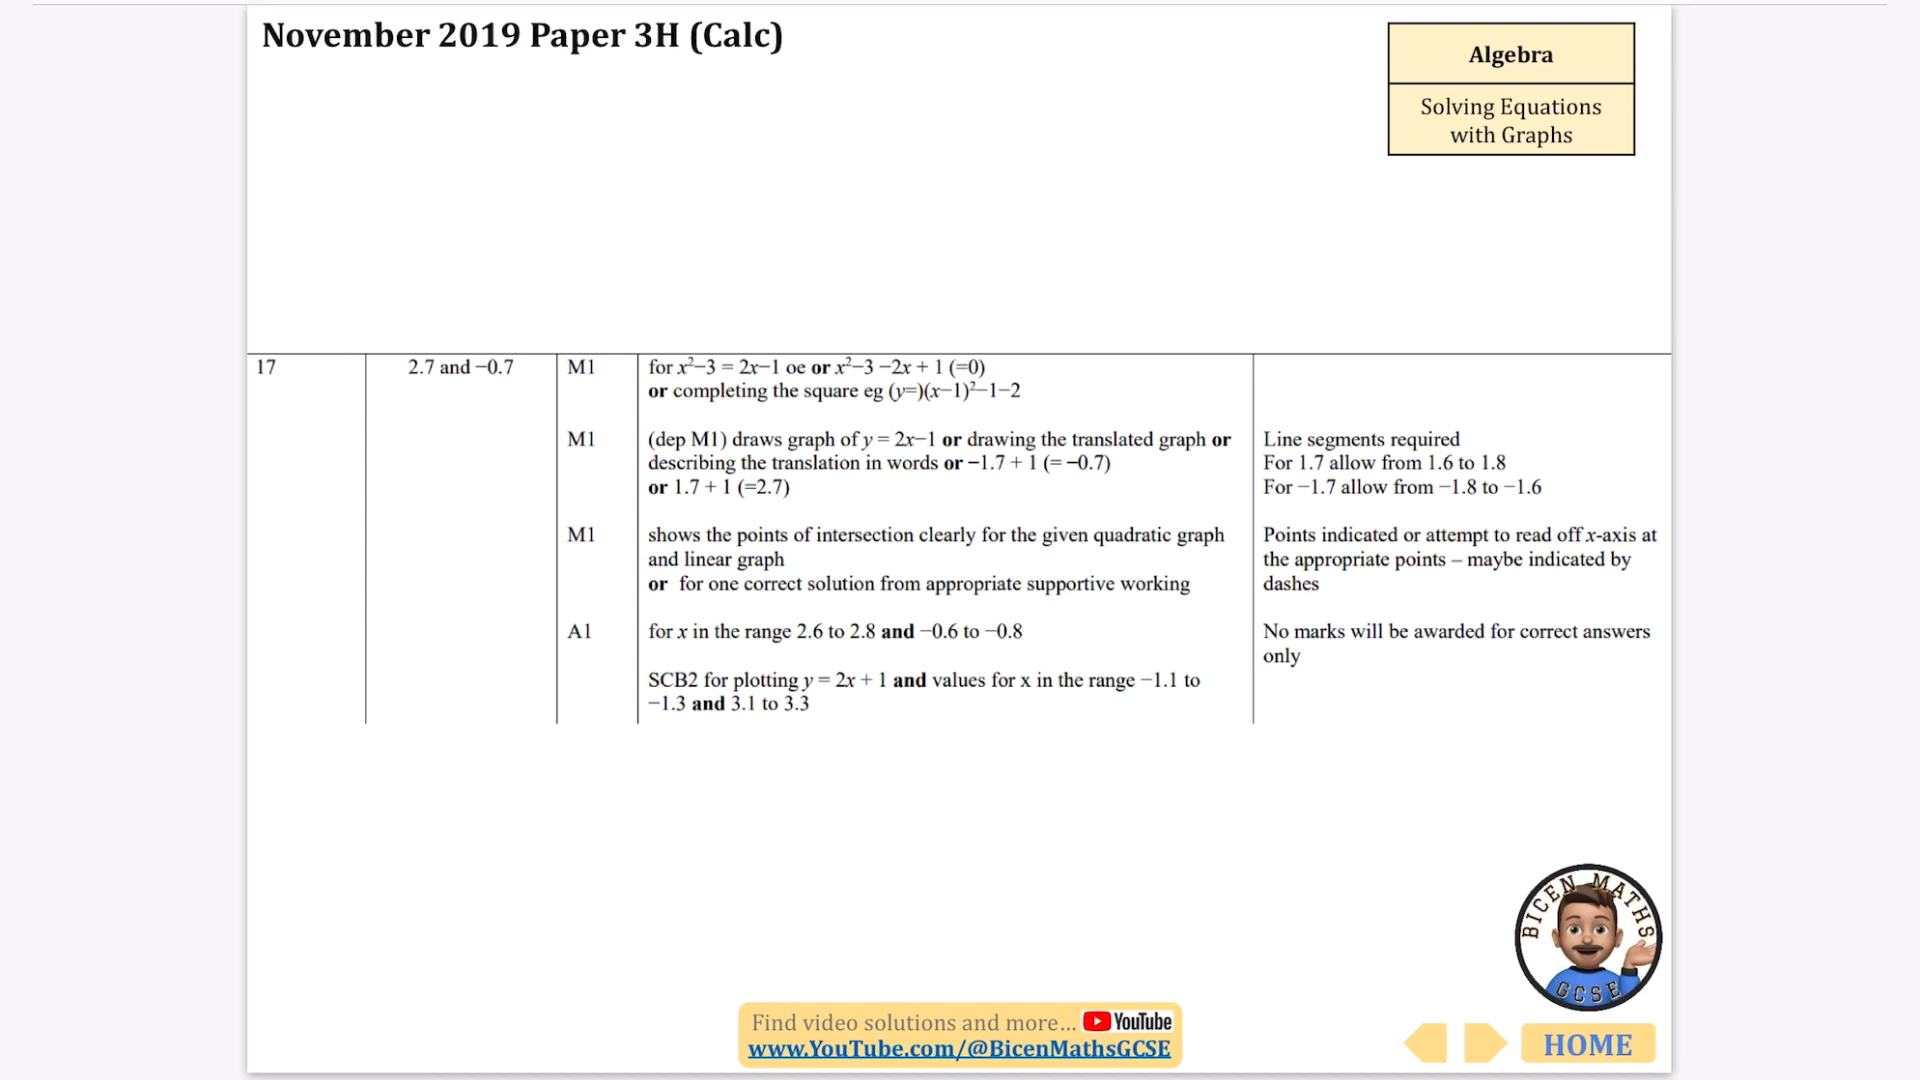 November 2019 Paper 3H (Calc)
Algebra
Solving Equations
with Graphs
17
2.7 and −0.7
M1
for x²−3 = 2x−1 oe or x²−3 −2x + 1 (=0)
or completing the square eg (y=)(x−1)²−1−2
M1
(dep M1) draws graph of y = 2x−1 or drawing the translated graph or
describing the translation in words or −1.7 + 1 (= −0.7)
or 1.7 + 1 (=2.7)
Line segments required
For 1.7 allow from 1.6 to 1.8
For −1.7 allow from −1.8 to −1.6
M1
shows the points of intersection clearly for the given quadratic graph
and linear graph
or for one correct solution from appropriate supportive working
Points indicated or attempt to read off x-axis at
the appropriate points – maybe indicated by
dashes
A1
for x in the range 2.6 to 2.8 and −0.6 to −0.8
No marks will be awarded for correct answers
only
SCB2 for plotting y = 2x + 1 and values for x in the range −1.1 to
−1.3 and 3.1 to 3.3
BICEN MATHS
GCSE
Find video solutions and more... YouTube
www.YouTube.com/@BicenMathsGCSE
HOME